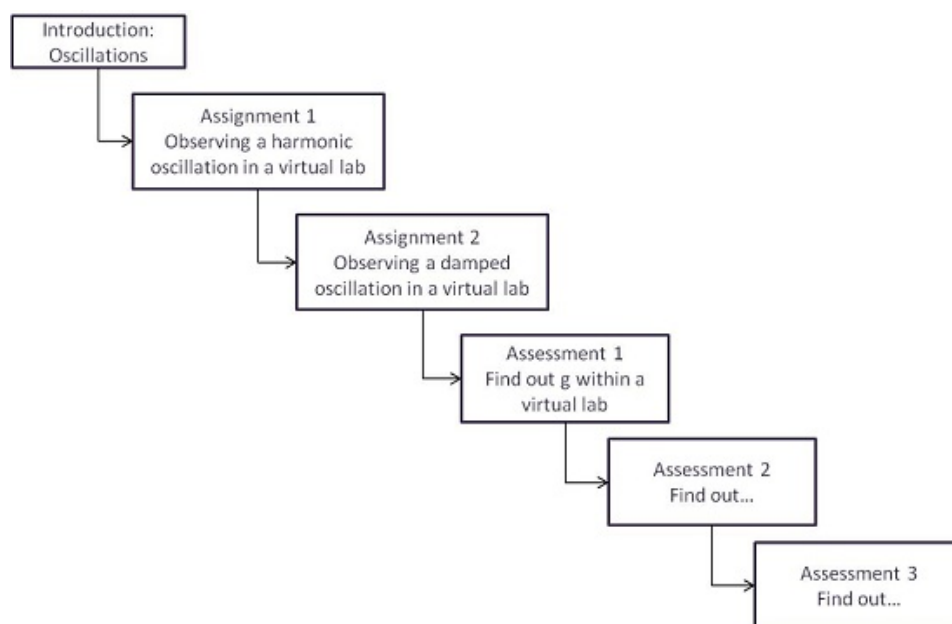 Introduction:
Oscillations
Assignment 1
Observing a harmonic
oscillation in a virtual lab
Assignment 2
Observing a damped
oscillation in a virtual lab
Assessment 1
Find out g within a
virtual lab
Assessment 2
Find out...
Assessment 3
Find out...